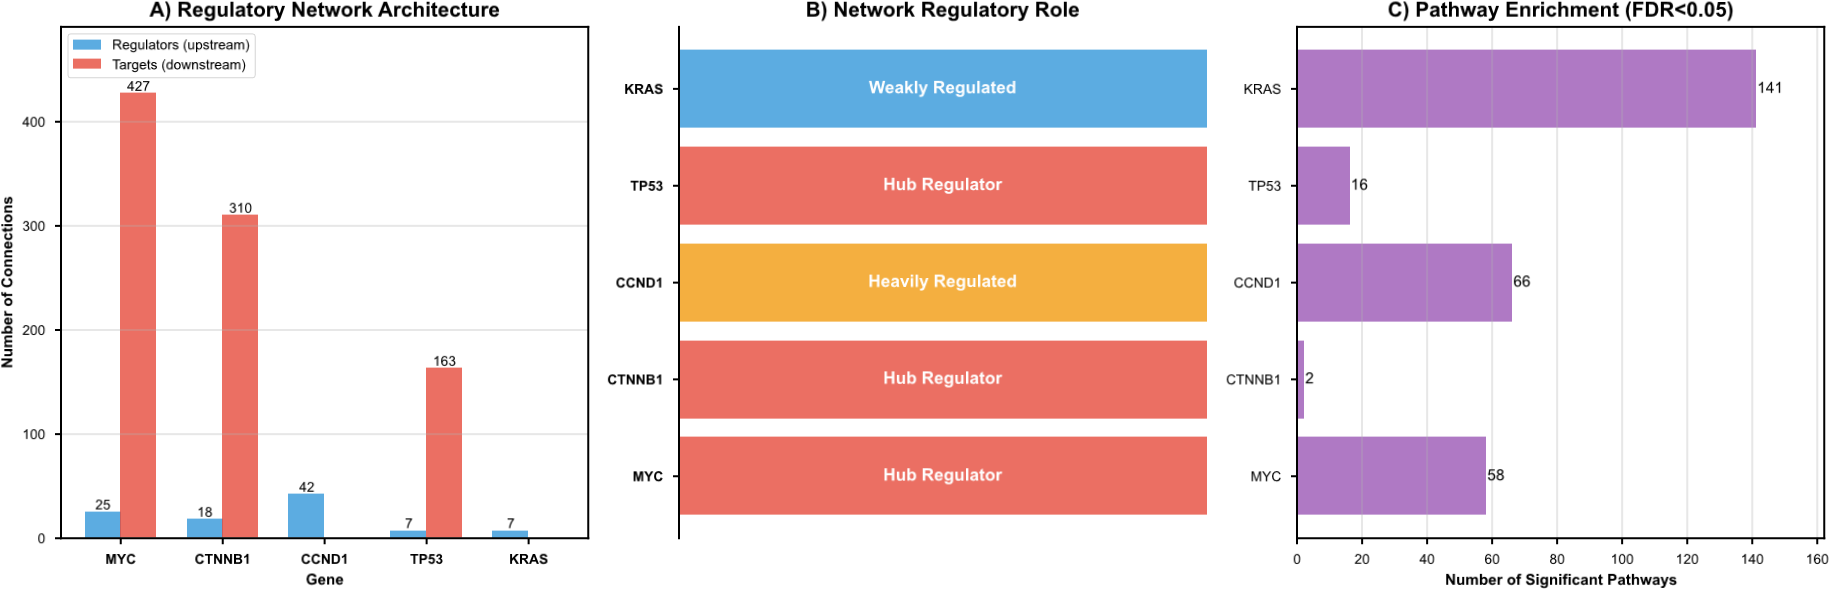 A) Regulatory Network Architecture
Regulators (upstream)
Targets (downstream)
Number of Connections
400
300
200
100
0
427
310
163
25
18
42
7
7
MYC
CTNNB1
CCND1
TP53
KRAS
Gene
B) Network Regulatory Role
KRAS
Weakly Regulated
TP53
Hub Regulator
CCND1
Heavily Regulated
CTNNB1
Hub Regulator
MYC
Hub Regulator
C) Pathway Enrichment (FDR<0.05)
KRAS
141
TP53
16
CCND1
66
CTNNB1
2
MYC
58
0
20
40
60
80
100
120
140
160
Number of Significant Pathways